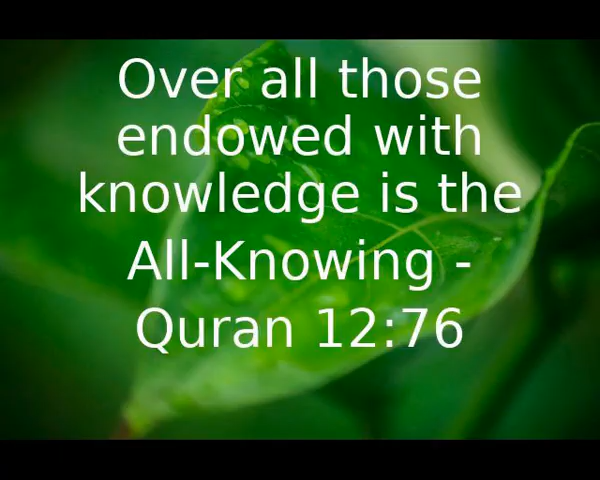 Over all those
endowed with
knowledge is the
All-Knowing -
Quran 12:76